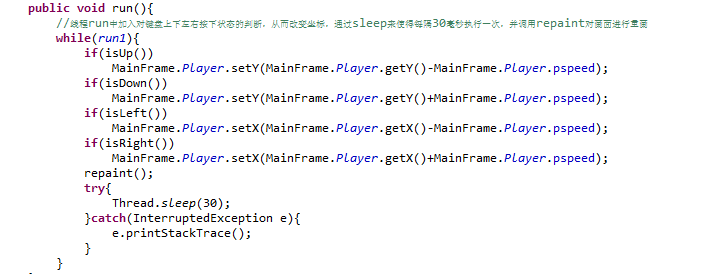 public void run(){
//线程run中加入对键盘上下左右按下状态的判断，从而改变坐标，通过sleep来使得每隔30毫秒执行一次，并调用repaint对画面进行重画
while(run1){
if(isUp())
MainFrame.Player.setY(MainFrame.Player.getY()-MainFrame.Player.pspeed);
if(isDown())
MainFrame.Player.setY(MainFrame.Player.getY()+MainFrame.Player.pspeed);
if(isLeft())
MainFrame.Player.setX(MainFrame.Player.getX()-MainFrame.Player.pspeed);
if(isRight())
MainFrame.Player.setX(MainFrame.Player.getX()+MainFrame.Player.pspeed);
repaint();
try{
Thread.sleep(30);
}catch(InterruptedException e){
e.printStackTrace();
}
}